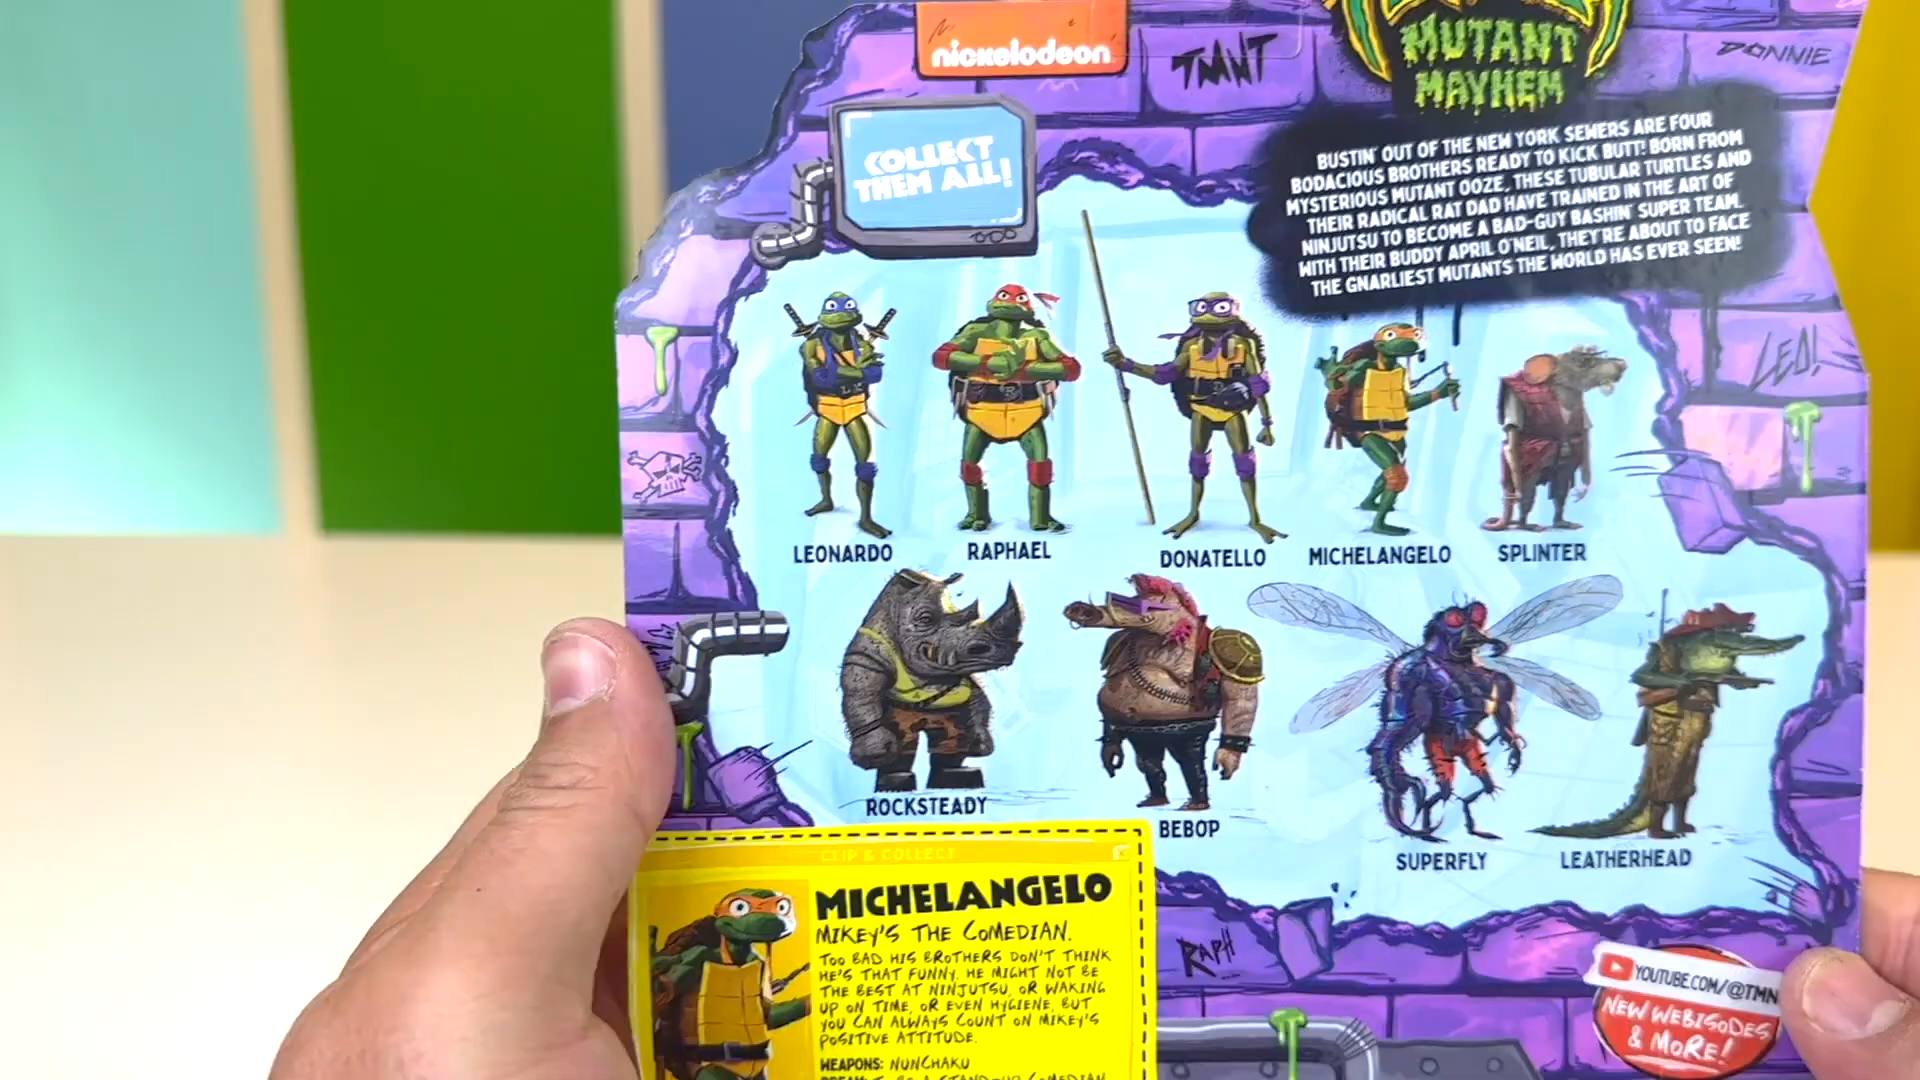 nickelodeon
TMNT
MUTANT
MAYHEM
DONNIE
COLLECT
THEM ALL!
BUSTIN' OUT OF THE NEW YORK SEWERS ARE FOUR
BODACIOUS BROTHERS READY TO KICK BUTT! BORN FROM
MYSTERIOUS MUTANT OOZE, THESE TUBULAR TURTLES AND
THEIR RADICAL RAT DAD HAVE TRAINED IN THE ART OF
NINJUTSU TO BECOME A BAD-GUY BASHIN' SUPER TEAM.
WITH THEIR BUDDY APRIL O'NEIL, THEY'RE ABOUT TO FACE
THE GNARLIEST MUTANTS THE WORLD HAS EVER SEEN!
LEO!
LEONARDO
RAPHAEL
DONATELLO
MICHELANGELO
SPLINTER
ROCKSTEADY
BEBOP
SUPERFLY
LEATHERHEAD
CLIP & COLLECT
MICHELANGELO
MIKEY'S THE COMEDIAN.
TOO BAD HIS BROTHERS DON'T THINK
HE'S THAT FUNNY. HE MIGHT NOT BE
THE BEST AT NINJUTSU, OR WAKING
UP ON TIME, OR EVEN HYGIENE, BUT
YOU CAN ALWAYS COUNT ON MIKEY'S
POSITIVE ATTITUDE.
WEAPONS: NUNCHAKU
RAPH
YOUTUBE.COM/@TMN
NEW WEBISODES
& MORE!